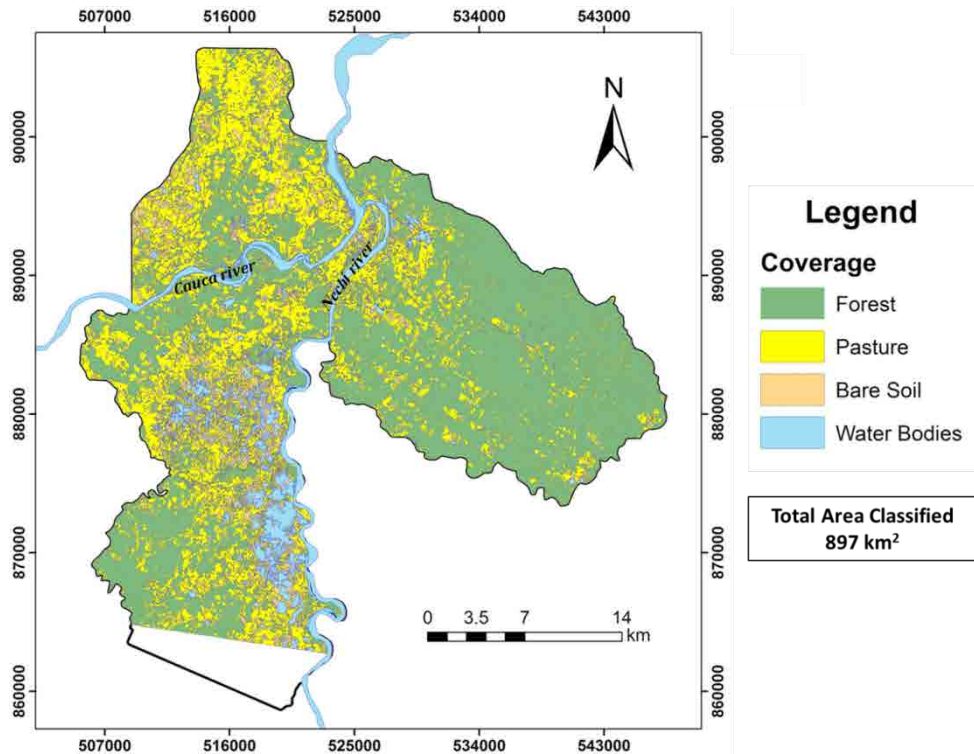 507000 516000 525000 534000 543000
N
900000
900000
Cauca river
Nechi river
890000
890000
880000
880000
870000
870000
860000
860000
0 3.5 7 14
km
507000 516000 525000 534000 543000
Legend
Coverage
Forest
Pasture
Bare Soil
Water Bodies
Total Area Classified
897 km²